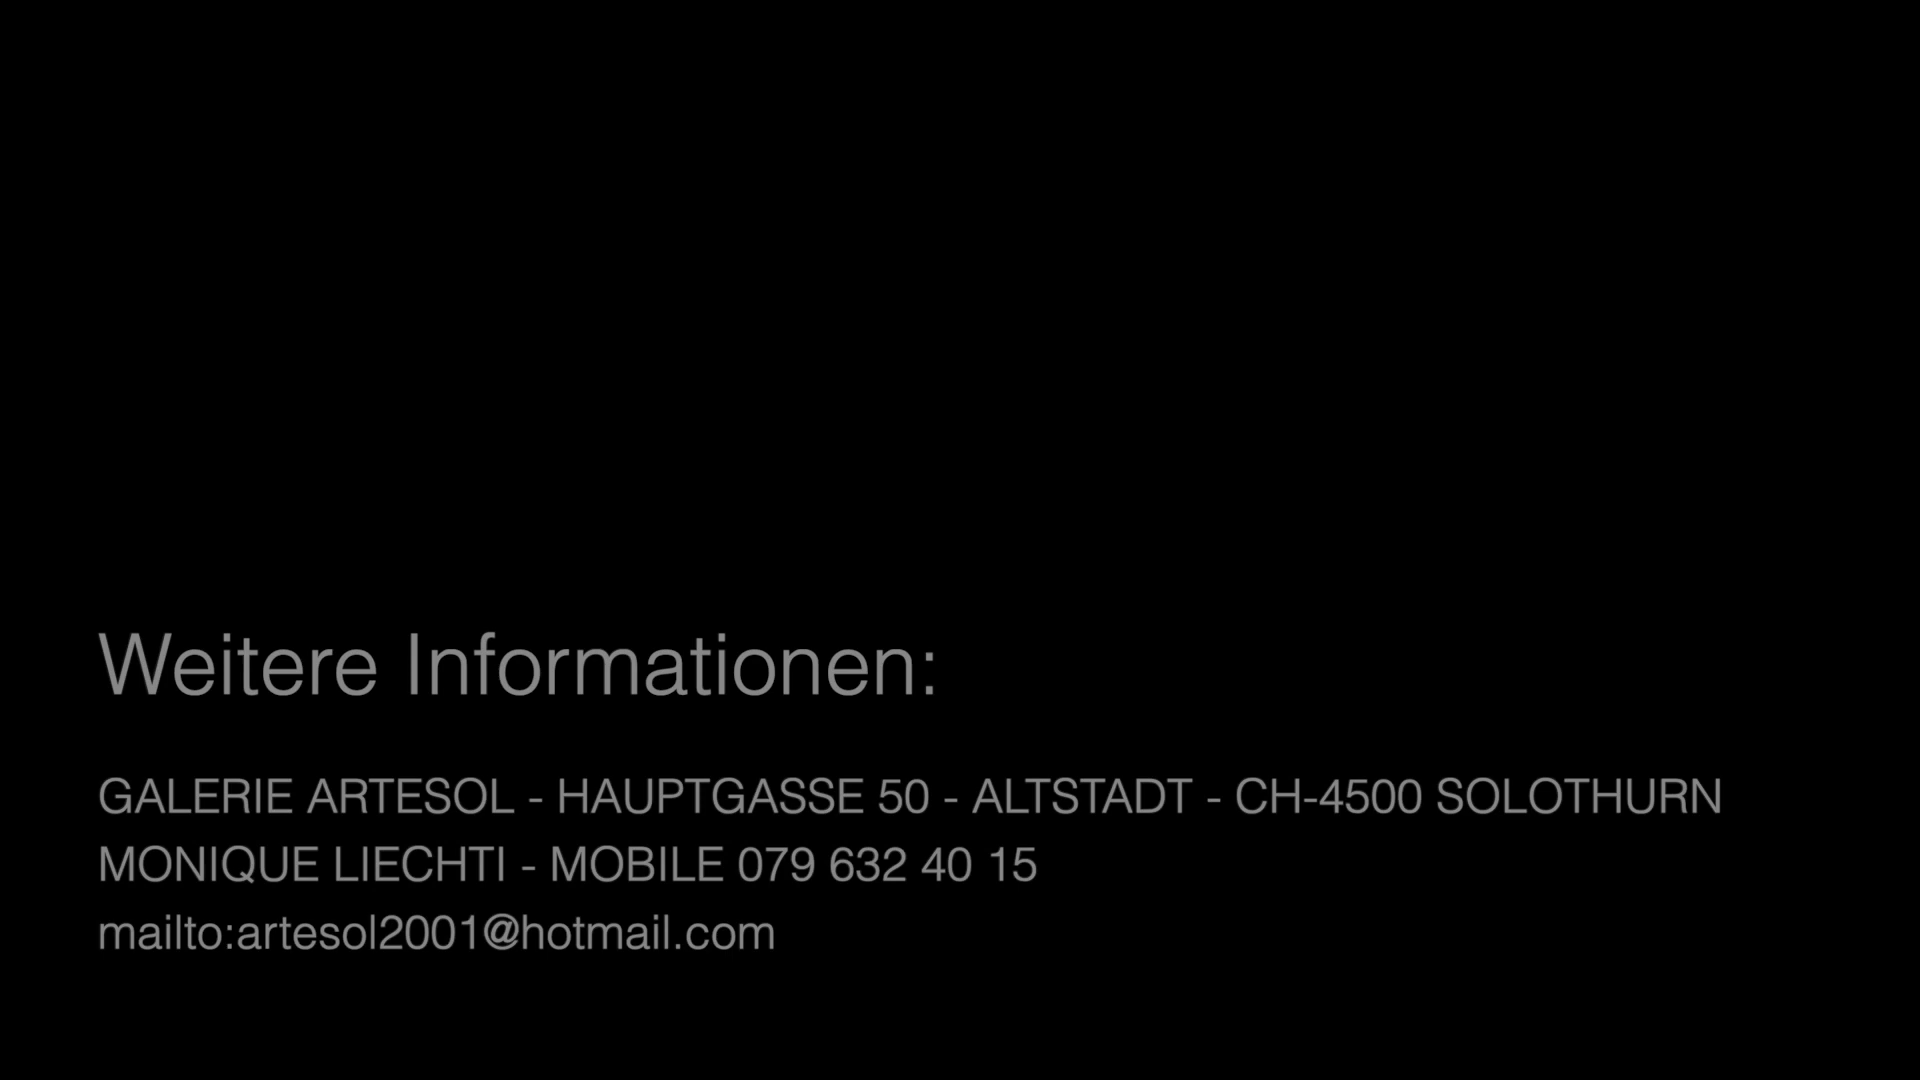 Weitere Informationen:
GALERIE ARTESOL - HAUPTGASSE 50 - ALTSTADT - CH-4500 SOLOTHURN
MONIQUE LIECHTI - MOBILE 079 632 40 15
mailto:artesol2001@hotmail.com